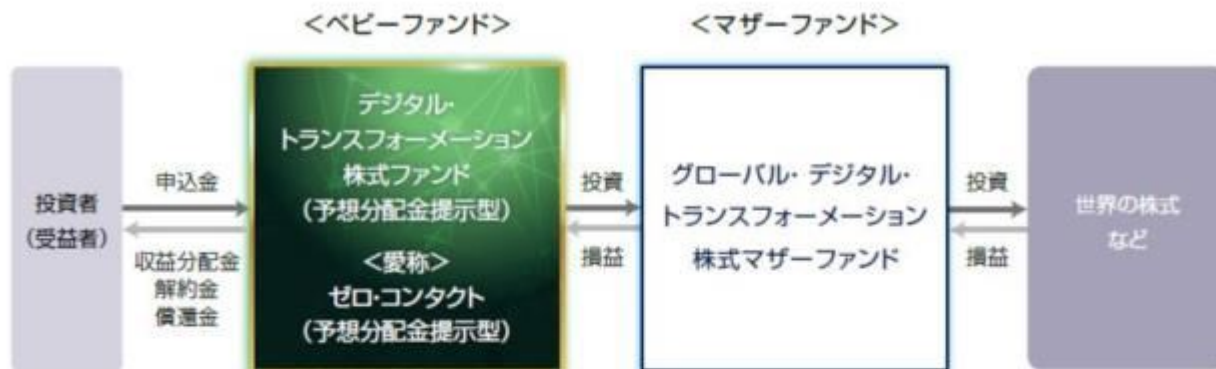 <ベビーファンド>
<マザーファンド>
投資者
(受益者)
申込金
収益分配金
解約金
償還金
デジタル・
トランスフォーメーション
株式ファンド
(予想分配金提示型)
<愛称>
ゼロ・コンタクト
(予想分配金提示型)
投資
損益
グローバル・デジタル・
トランスフォーメーション
株式マザーファンド
投資
損益
世界の株式
など